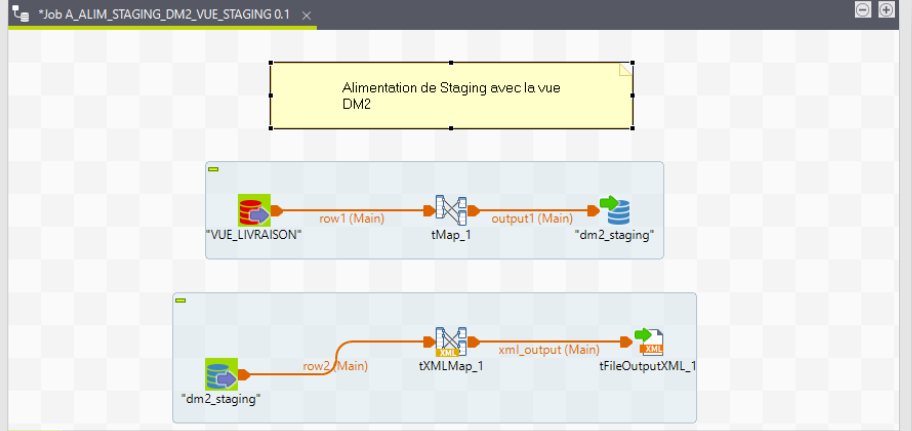 *Job A_ALIM_STAGING_DM2_VUE_STAGING 0.1
Alimentation de Staging avec la vue
DM2
row1 (Main)
output1 (Main)
"VUE_LIVRAISON"
tMap_1
"dm2_staging"
row2 (Main)
xml_output (Main)
XML
XML
tXMLMap_1
tFileOutputXML_1
"dm2_staging"